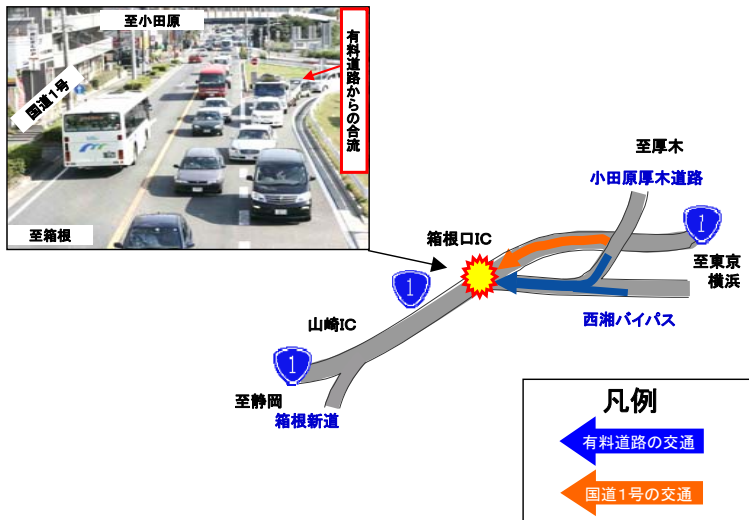 至小田原
国道1号
有料道路からの合流
至箱根
至厚木
小田原厚木道路
1
箱根口IC
至東京
横浜
1
西湘バイパス
山崎IC
1
至静岡
箱根新道
凡例
有料道路の交通
国道1号の交通